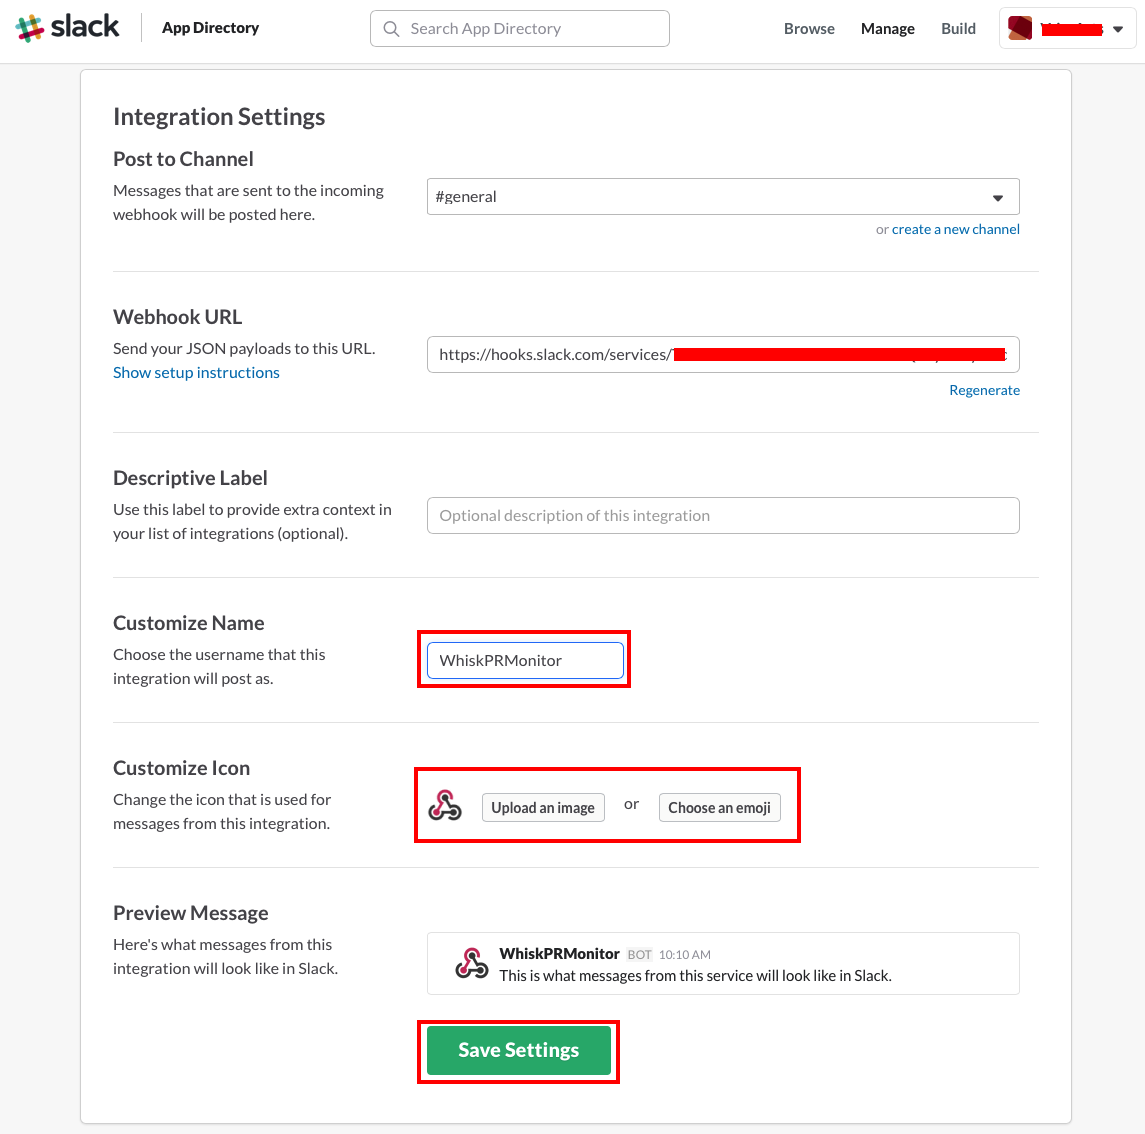 slack App Directory Search App Directory Browse Manage Build
Integration Settings
Post to Channel
Messages that are sent to the incoming
webhook will be posted here.
#general
or create a new channel
Webhook URL
Send your JSON payloads to this URL.
Show setup instructions
https://hooks.slack.com/services/
Regenerate
Descriptive Label
Use this label to provide extra context in
your list of integrations (optional).
Optional description of this integration
Customize Name
Choose the username that this
integration will post as.
WhiskPRMonitor
Customize Icon
Change the icon that is used for
messages from this integration.
Upload an image or Choose an emoji
Preview Message
Here's what messages from this
integration will look like in Slack.
WhiskPRMonitor BOT 10:10 AM
This is what messages from this service will look like in Slack.
Save Settings